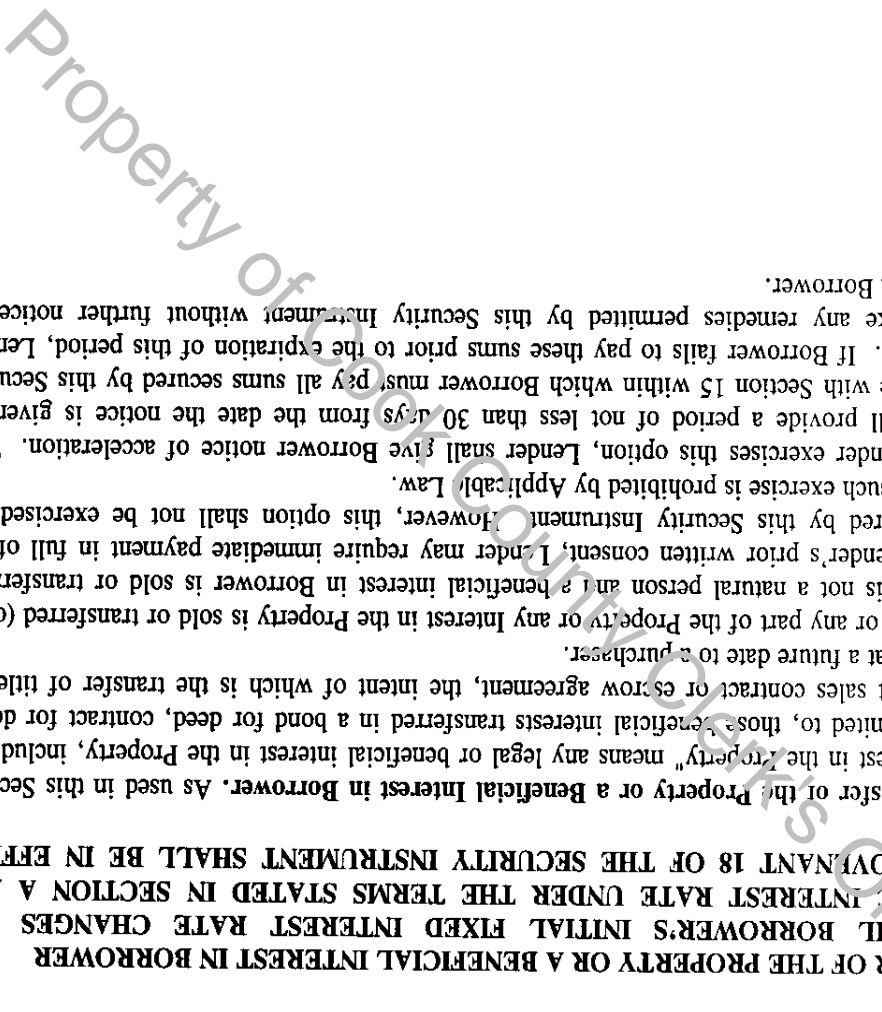 R OF THE PROPERTY OR A BENEFICIAL INTEREST IN BORROWER
IL BORROWER'S INITIAL FIXED INTEREST RATE CHANGES
INTEREST RATE UNDER THE TERMS STATED IN SECTION A
OVENANT 18 OF THE SECURITY INSTRUMENT SHALL BE IN EFF
sfer of the Property or a Beneficial Interest in Borrower. As used in this Sec
est in the Property" means any legal or beneficial interest in the Property, includ
nited to, those beneficial interests transferred in a bond for deed, contract for d
t sales contract or escrow agreement, the intent of which is the transfer of title
at a future date to a purchaser.
or any part of the Property or any Interest in the Property is sold or transferred (o
is not a natural person and a beneficial interest in Borrower is sold or transfer
ender's prior written consent, Lender may require immediate payment in full of
red by this Security Instrument. However, this option shall not be exercised
such exercise is prohibited by Applicable Law.
nder exercises this option, Lender shall give Borrower notice of acceleration.
ll provide a period of not less than 30 days from the date the notice is given
e with Section 15 within which Borrower must pay all sums secured by this Secu
. If Borrower fails to pay these sums prior to the expiration of this period, Len
ke any remedies permitted by this Security Instrument without further notice
Borrower.
Property of Cook County Clerk's Of